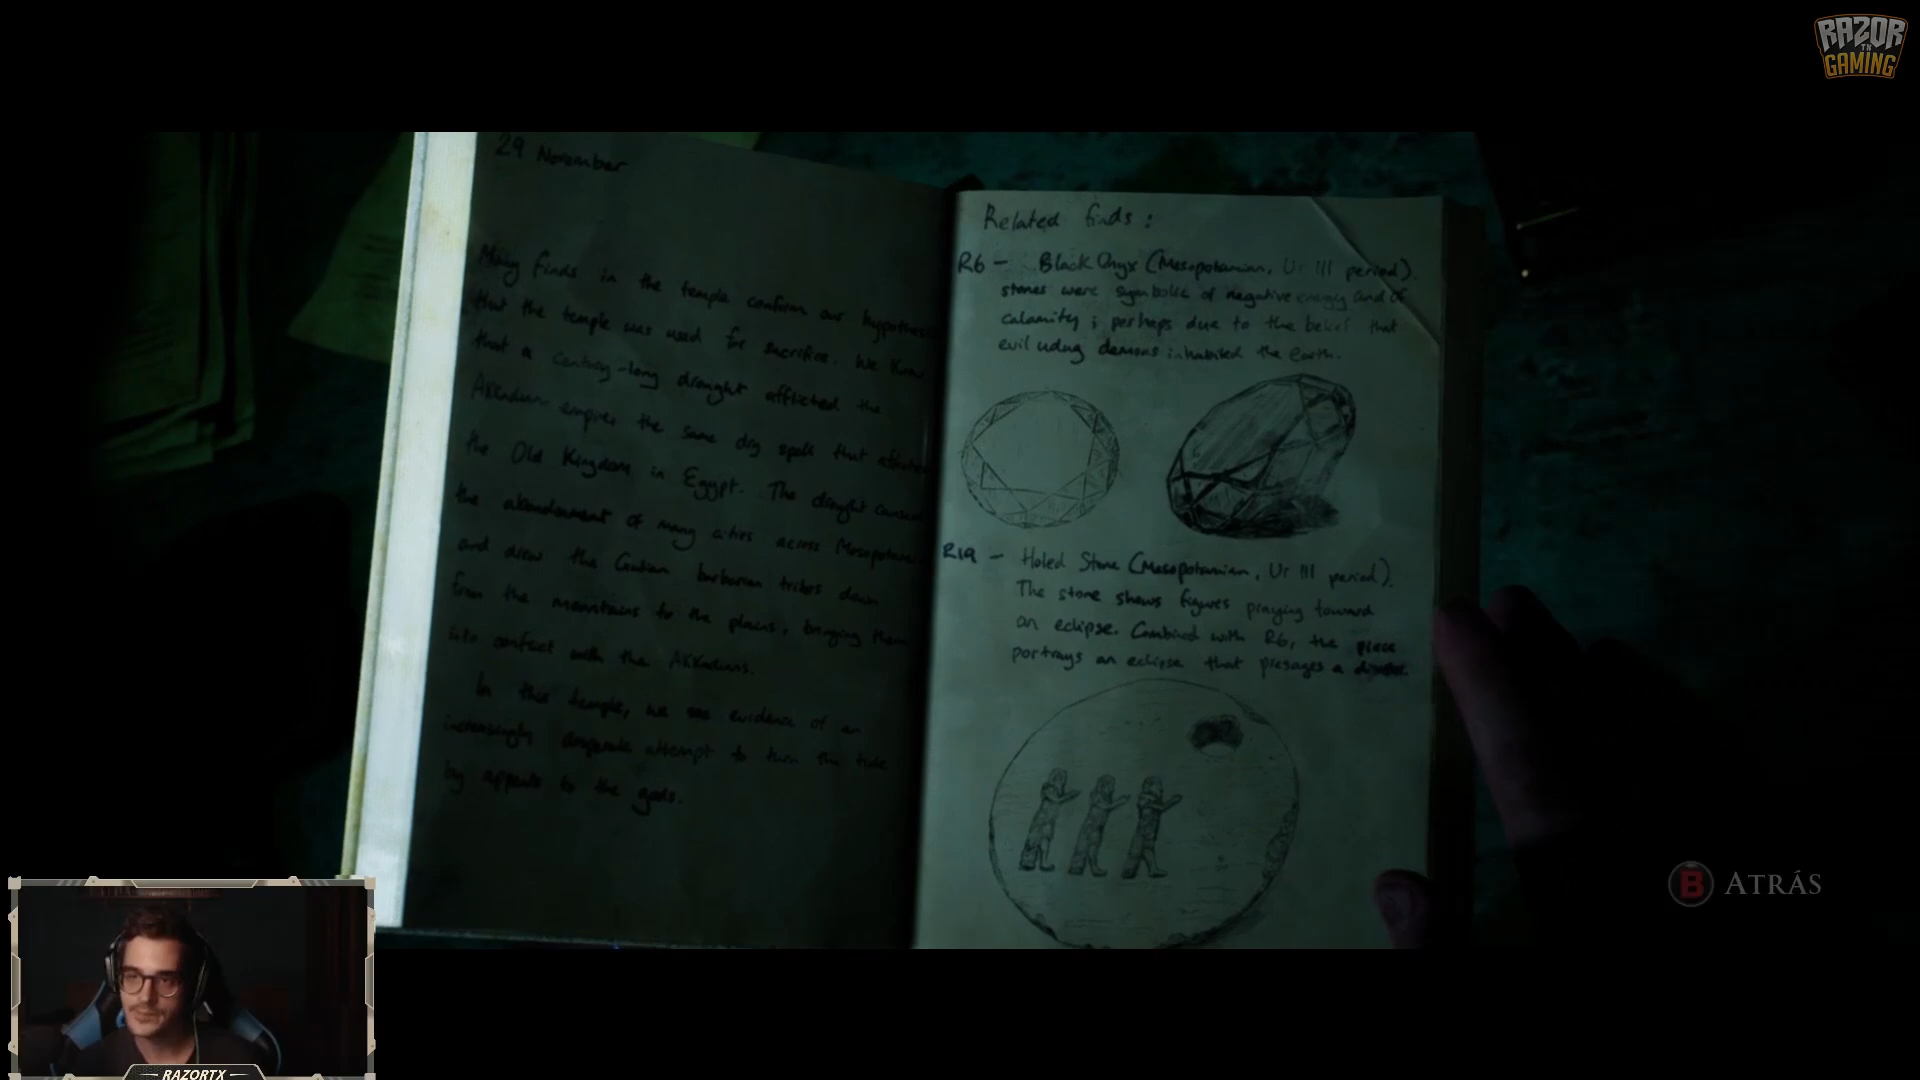 RAZOR
TX
GAMING
29 November
Many finds in the temple confirm our hypothesis
that the temple was used for sacrifice. We know
that a century-long drought afflicted the
Akkadian empire, the same dry spell that
the Old Kingdom in Egypt. The drought caused
the abandonment of many cities across Mesopotamia
and drew the Gutian barbarian tribes down
from the mountains to the plains, bringing them
into contact with the Akkadians.
In this temple, we see evidence of an
increasingly desperate attempt to turn the tide
by appeals to the gods.
Related finds:
R6 - Black Onyx (Mesopotamian, Ur III period).
stones were symbolic of negative energy and of
calamity; perhaps due to the belief that
evil udug demons inhabited the earth.
R19 - Holed Stone (Mesopotamian, Ur III period).
The stone shows figures praying toward
an eclipse. Combined with R6, the piece
portrays an eclipse that presages a disaster.
B ATRÁS
RAZORTX